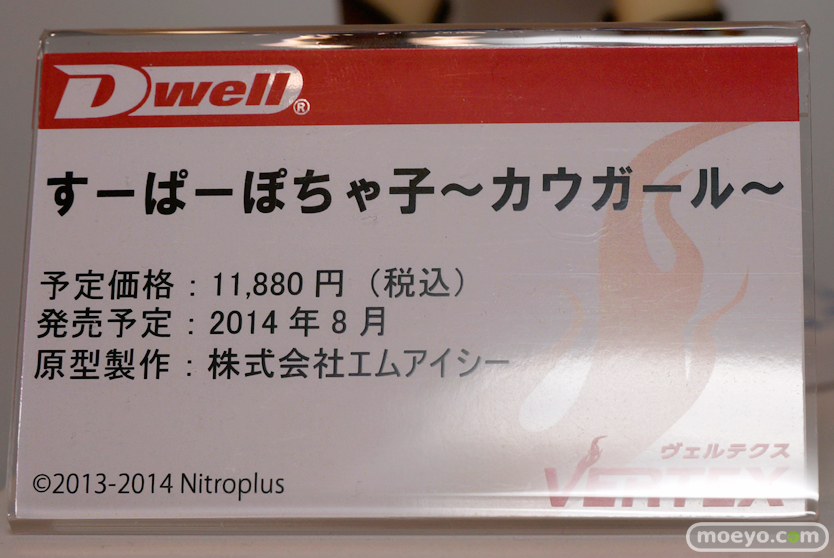 Dwell®
すーぱーぽちゃ子～カウガール～
予定価格：11,880 円（税込）
発売予定：2014 年 8 月
原型製作：株式会社エムアイシー
ヴェルテクス
VERTEX
©2013-2014 Nitroplus
moeyo.com